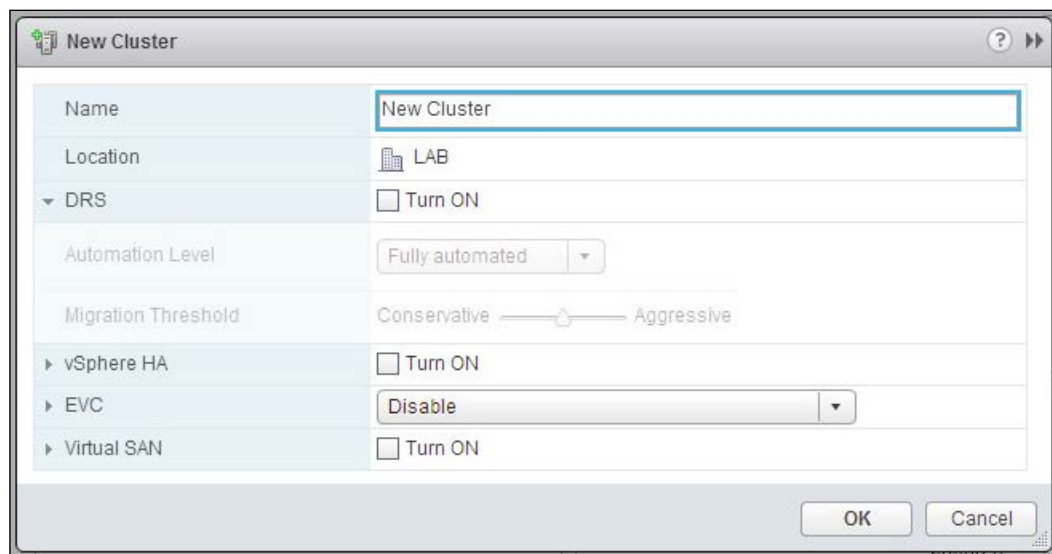 New Cluster
Name New Cluster
Location LAB
DRS Turn ON
Automation Level Fully automated
Migration Threshold Conservative Aggressive
vSphere HA Turn ON
EVC Disable
Virtual SAN Turn ON
OK Cancel